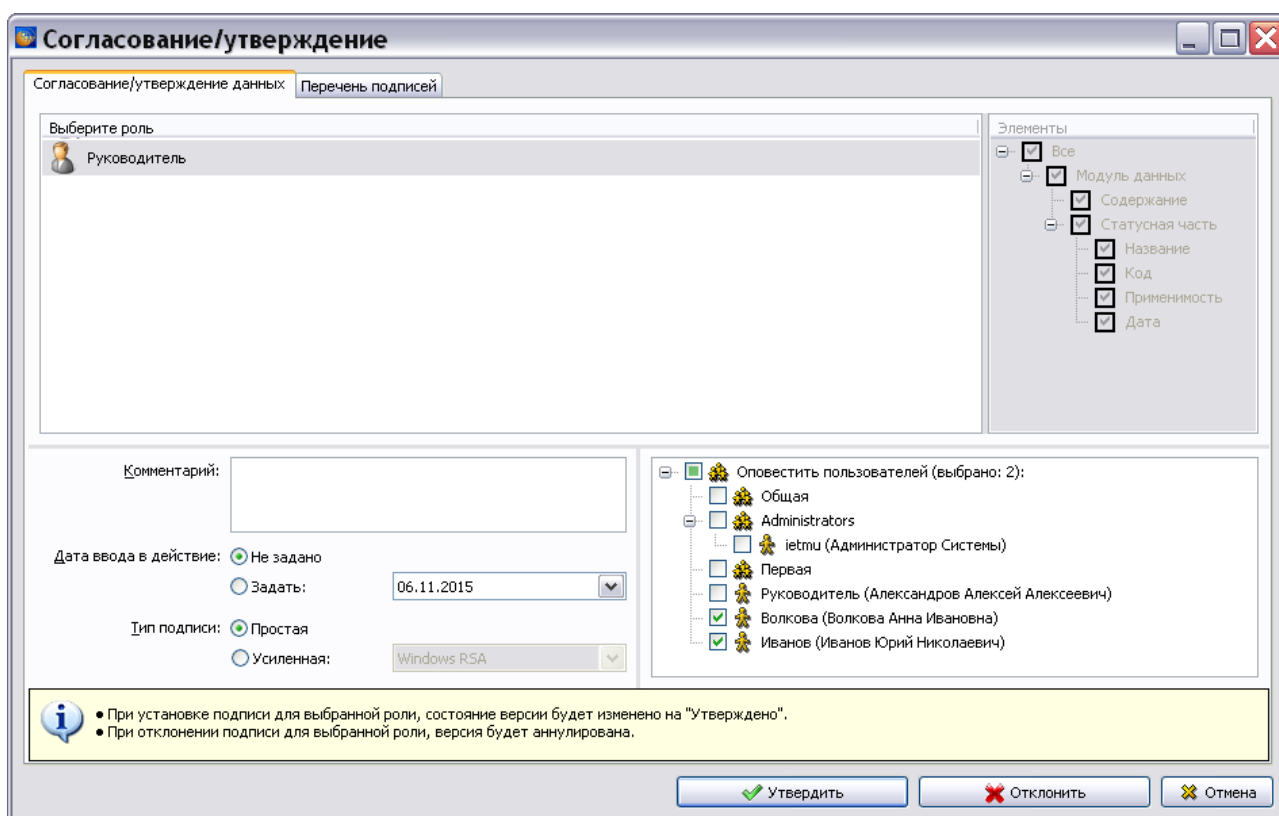 Согласование/утверждение
Согласование/утверждение данных
Перечень подписей
Выберите роль
Руководитель
Элементы
Все
Модуль данных
Содержание
Статусная часть
Название
Код
Применимость
Дата
Комментарий:
Дата ввода в действие:
Не задано
Задать:
06.11.2015
Тип подписи:
Простая
Усиленная:
Windows RSA
Оповестить пользователей (выбрано: 2):
Общая
Administrators
ietmu (Администратор Системы)
Первая
Руководитель (Александров Алексей Алексеевич)
Волкова (Волкова Анна Ивановна)
Иванов (Иванов Юрий Николаевич)
● При установке подписи для выбранной роли, состояние версии будет изменено на "Утверждено".
● При отклонении подписи для выбранной роли, версия будет аннулирована.
Утвердить
Отклонить
Отмена